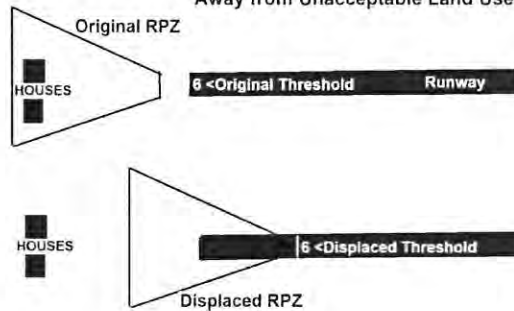 Away from Unacceptable Land Use
Original RPZ
HOUSES
6 <Original Threshold Runway
HOUSES
6 <Displaced Threshold
Displaced RPZ